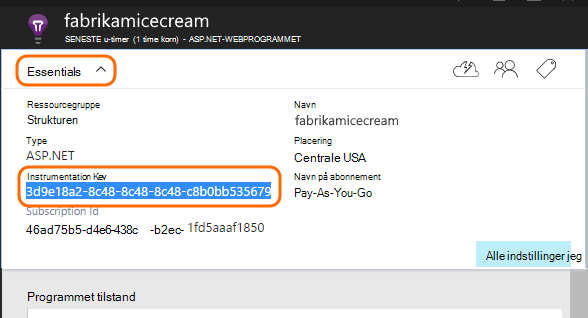 fabrikamicecream
SENESTE u-timer (1 time korn) - ASP.NET-WEBPROGRAMMET
Essentials
Ressourcegruppe
Strukturen
Navn
fabrikamicecream
Type
ASP.NET
Placering
Centrale USA
Instrumentation Kev
3d9e18a2-8c48-8c48-8c48-c8b0bb535679
Navn på abonnement
Pay-As-You-Go
Subscription Id
46ad75b5-d4e6-438c -b2ec- 1fd5aaaf1850
Alle indstillinger jeg
Programmet tilstand